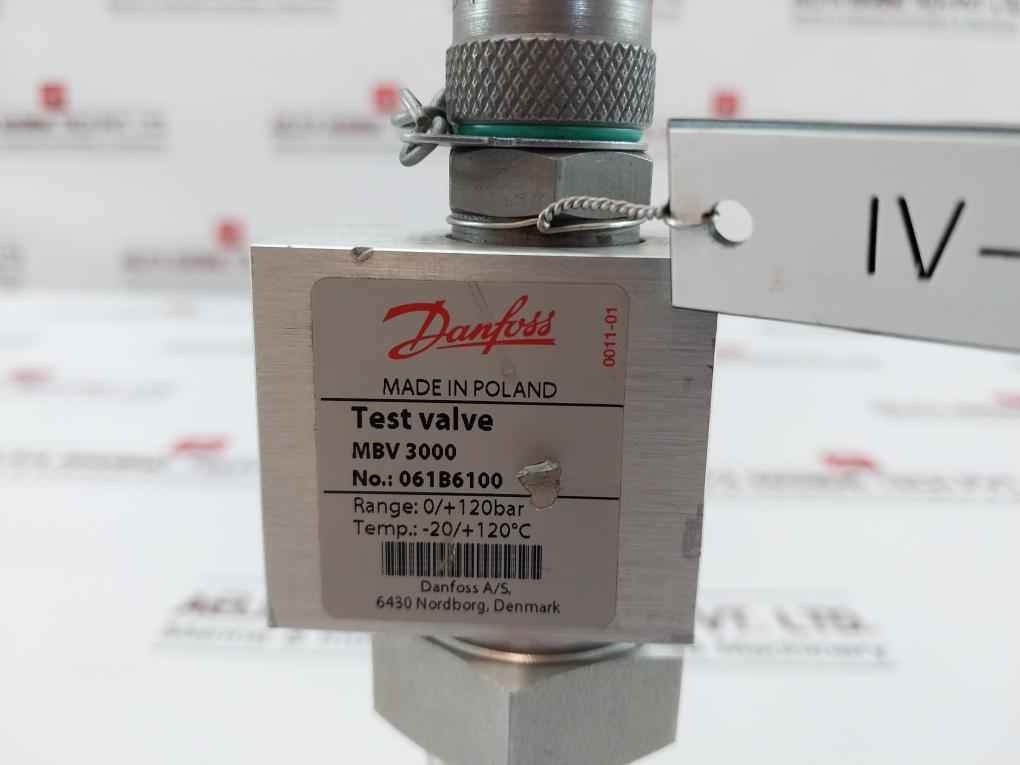 IV-
Danfoss
0011-01
MADE IN POLAND
Test valve
MBV 3000
No.: 061B6100
Range: 0/+120bar
Temp.: -20/+120°C
Danfoss A/S,
6430 Nordborg, Denmark